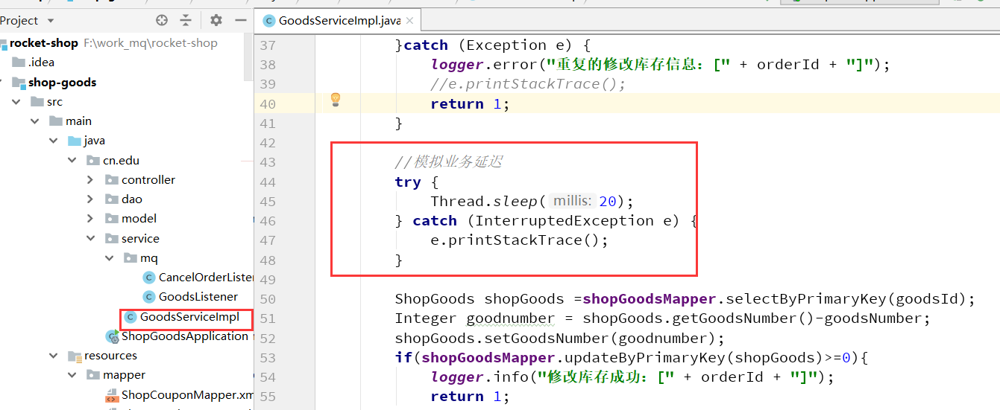 Project
GoodsServiceImpl.java
rocket-shop F:\work_mq\rocket-shop
.idea
shop-goods
src
main
java
cn.edu
controller
dao
model
service
mq
CancelOrderListe
GoodsListener
GoodsServiceImpl
ShopGoodsApplication
resources
mapper
ShopCouponMapper.xm
37 }catch (Exception e) {
38 logger.error("重复的修改库存信息：[" + orderId + "]");
39 //e.printStackTrace();
40 return 1;
41 }
42
43 //模拟业务延迟
44 try {
45 Thread.sleep( millis: 20);
46 } catch (InterruptedException e) {
47 e.printStackTrace();
48 }
49
50 ShopGoods shopGoods =shopGoodsMapper.selectByPrimaryKey(goodsId);
51 Integer goodnumber = shopGoods.getGoodsNumber()-goodsNumber;
52 shopGoods.setGoodsNumber(goodnumber);
53 if(shopGoodsMapper.updateByPrimaryKey(shopGoods)>=0){
54 logger.info("修改库存成功：[" + orderId + "]");
55 return 1;